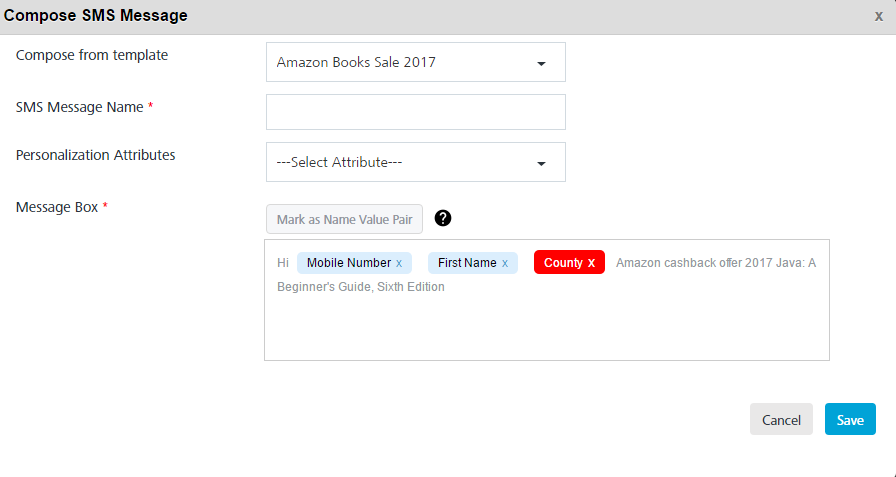 Compose SMS Message x
Compose from template Amazon Books Sale 2017
SMS Message Name *
Personalization Attributes ---Select Attribute---
Message Box * Mark as Name Value Pair ?
Hi Mobile Number x First Name x County x Amazon cashback offer 2017 Java: A
Beginner's Guide, Sixth Edition
Cancel Save